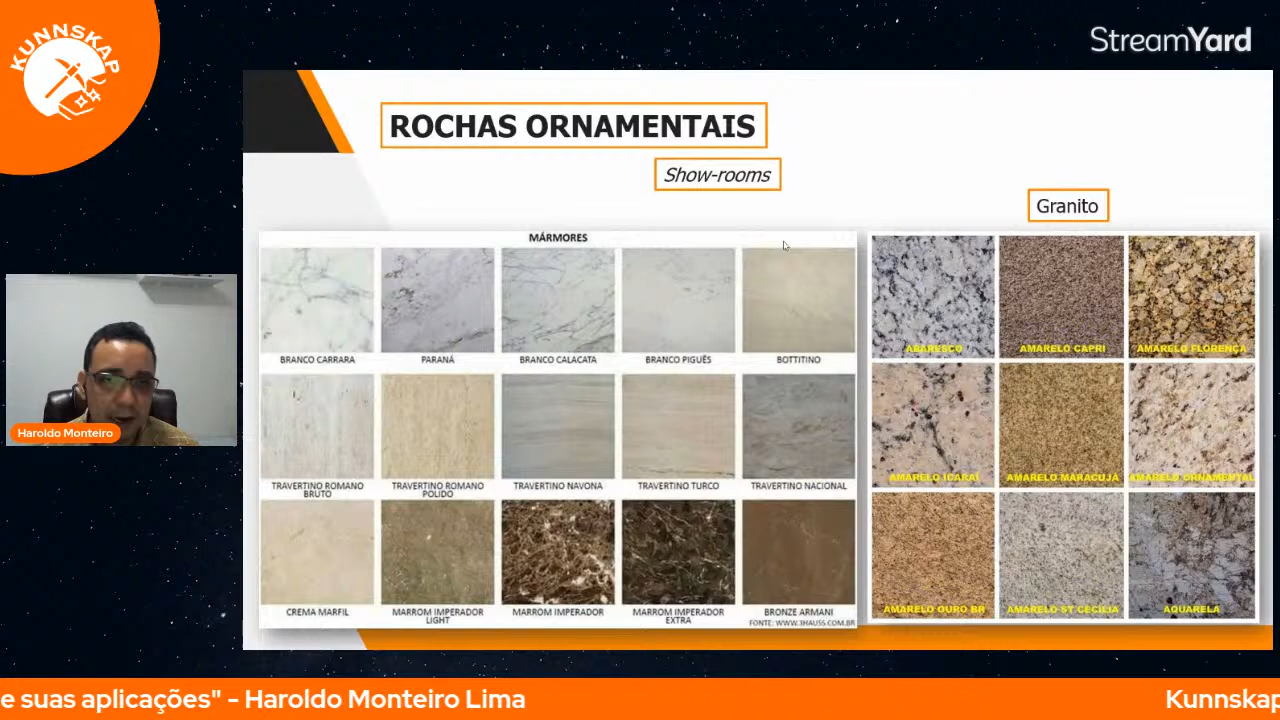 KUNNSKAP
StreamYard
ROCHAS ORNAMENTAIS
Show-rooms
Granito
MÁRMORES
BRANCO CARRARA
PARANÁ
BRANCO CALACATA
BRANCO PIGUÊS
BOTTITINO
TRAVERTINO ROMANO
BRUTO
TRAVERTINO ROMANO
POLIDO
TRAVERTINO NAVONA
TRAVERTINO TURCO
TRAVERTINO NACIONAL
CREMA MARFIL
MARROM IMPERADOR
LIGHT
MARROM IMPERADOR
MARROM IMPERADOR
EXTRA
BRONZE ARMANI
FONTE: WWW.3HAUSS.COM.BR
ABARESCO
AMARELO CAPRI
AMARELO FLORENÇA
AMARELO ICARAÍ
AMARELO MARACUJÁ
AMARELO ORNAMENTAL
AMARELO OURO BR
AMARELO ST CECÍLIA
AQUARELA
Haroldo Monteiro
e suas aplicações" - Haroldo Monteiro Lima
Kunnskap